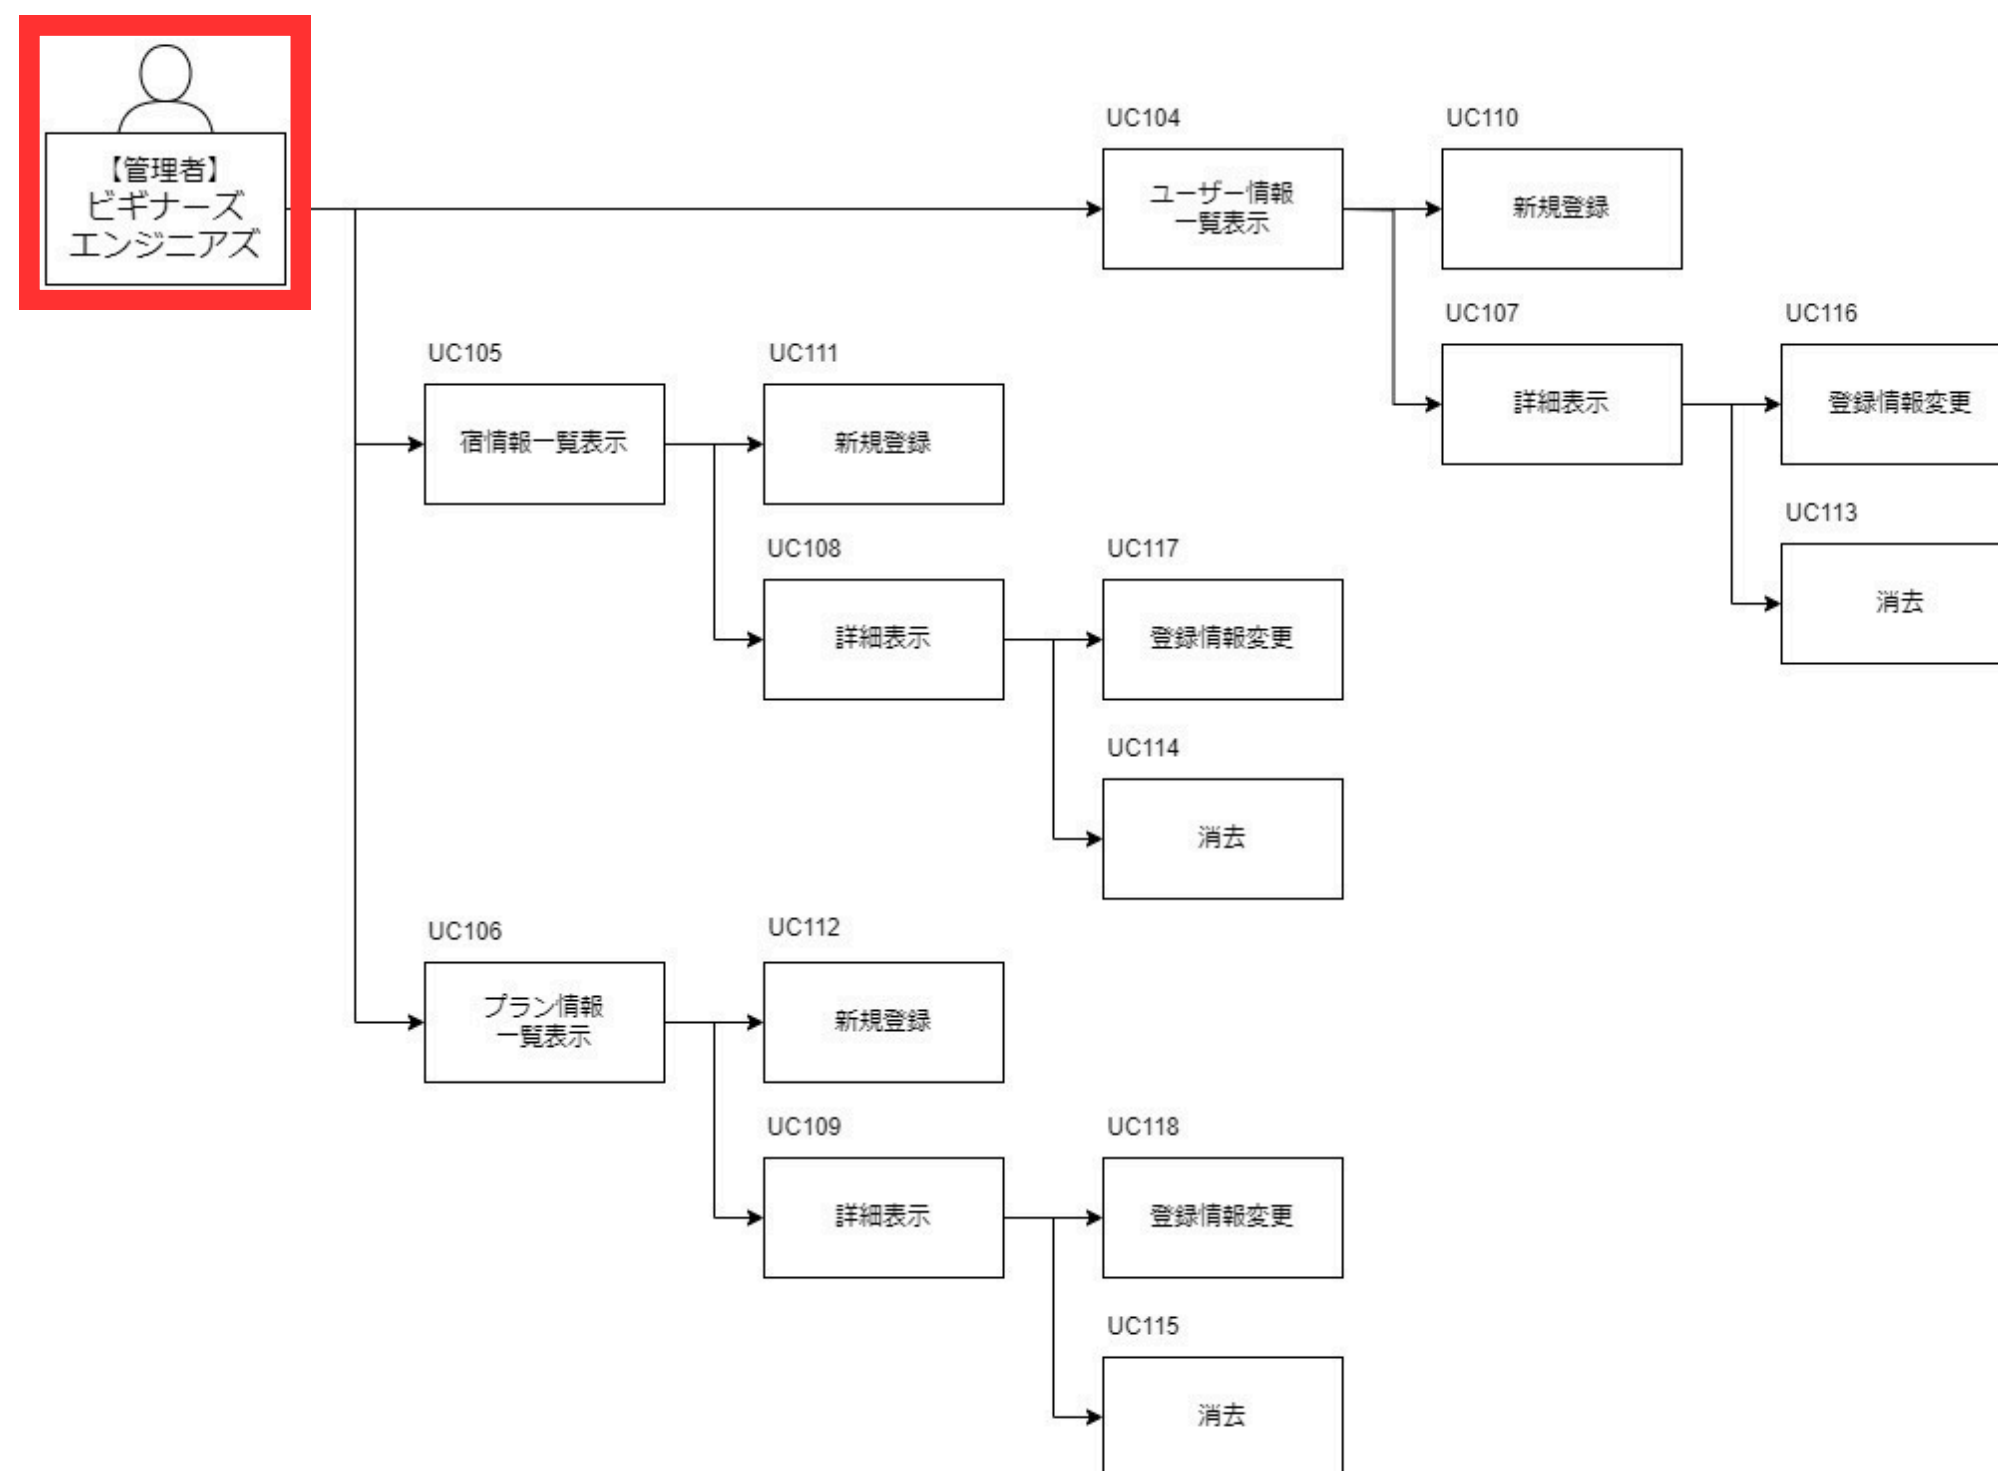 【管理者】
ビギナーズ
エンジニアズ
UC104
ユーザー情報
一覧表示
UC110
新規登録
UC107
詳細表示
UC116
登録情報変更
UC113
消去
UC105
宿情報一覧表示
UC111
新規登録
UC108
詳細表示
UC117
登録情報変更
UC114
消去
UC106
プラン情報
一覧表示
UC112
新規登録
UC109
詳細表示
UC118
登録情報変更
UC115
消去